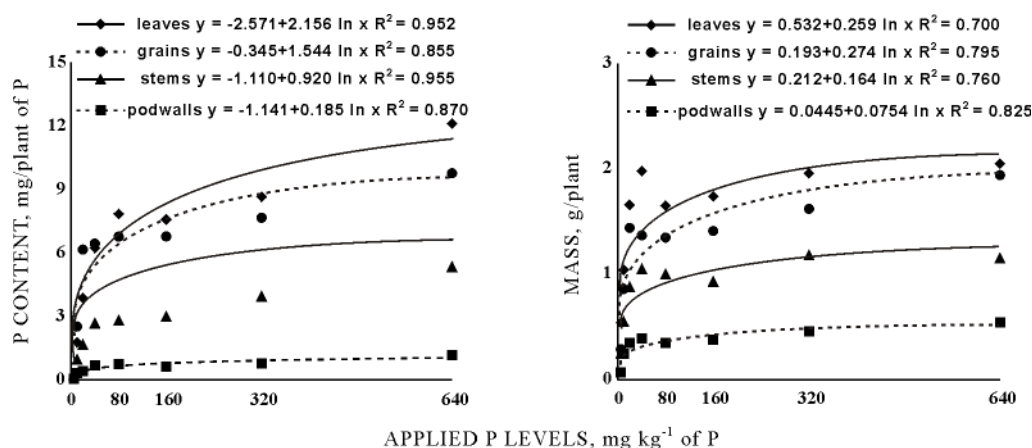 leaves y = -2.571+2.156 ln x R² = 0.952
grains y = -0.345+1.544 ln x R² = 0.855
stems y = -1.110+0.920 ln x R² = 0.955
podwalls y = -1.141+0.185 ln x R² = 0.870
P CONTENT, mg/plant of P
15
12
9
6
3
0
0 80 160 320 640
leaves y = 0.532+0.259 ln x R² = 0.700
grains y = 0.193+0.274 ln x R² = 0.795
stems y = 0.212+0.164 ln x R² = 0.760
podwalls y = 0.0445+0.0754 ln x R² = 0.825
MASS, g/plant
3
2
1
0
0 80 160 320 640
APPLIED P LEVELS, mg kg⁻¹ of P